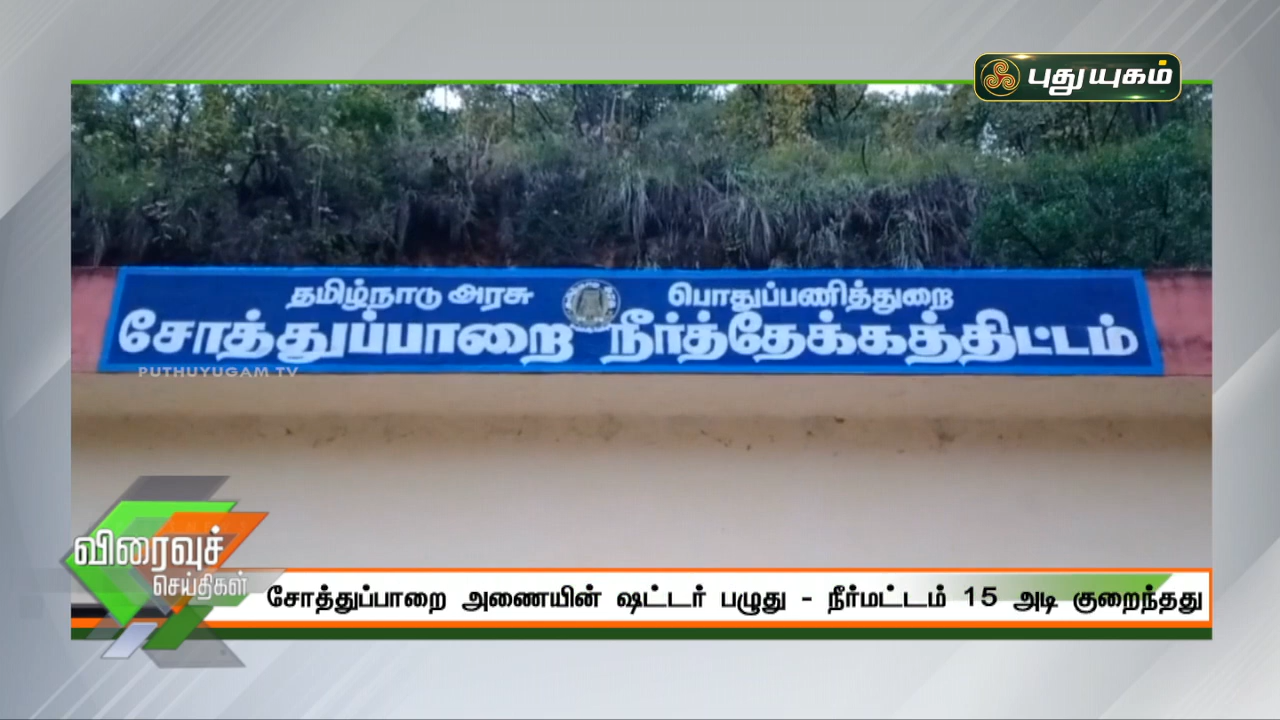 புதுயுகம்
தமிழ்நாடு அரசு பொதுப்பணித்துறை
சோத்துப்பாறை நீர்த்தேக்கத்திட்டம்
PUTHUYUGAM TV
விரைவுச்
செய்திகள்
சோத்துப்பாறை அணையின் ஷட்டர் பழுது - நீர்மட்டம் 15 அடி குறைந்தது